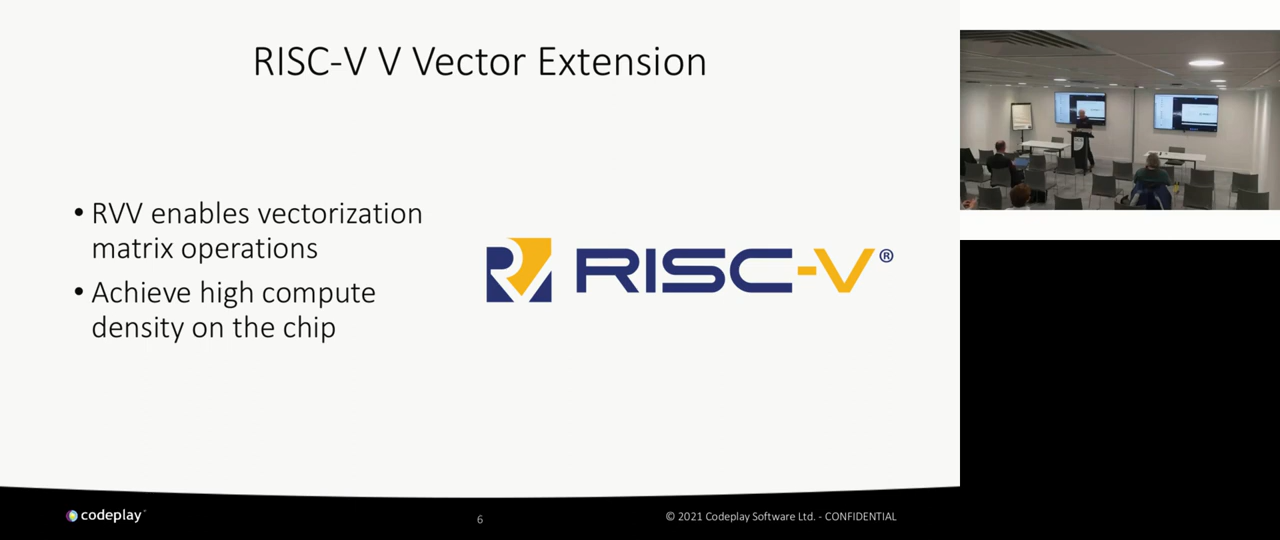 RISC-V V Vector Extension
• RVV enables vectorization
matrix operations
• Achieve high compute
density on the chip
RISC-V®
codeplay
6
© 2021 Codeplay Software Ltd. - CONFIDENTIAL